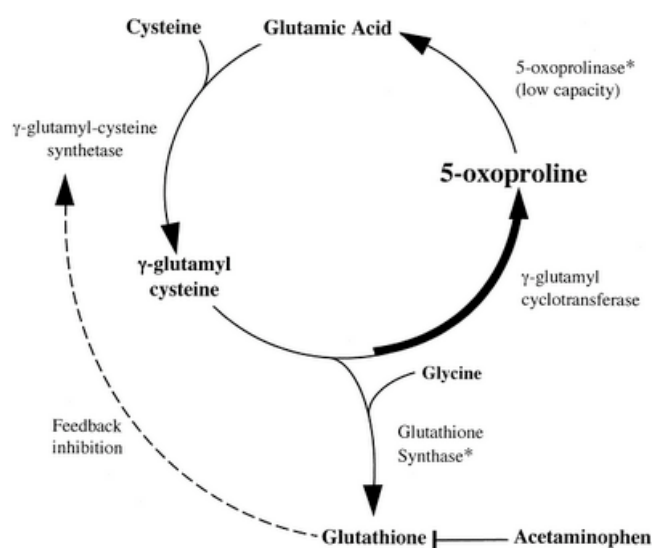 Cysteine
Glutamic Acid
5-oxoprolinase*
(low capacity)
γ-glutamyl-cysteine
synthetase
5-oxoproline
γ-glutamyl
cysteine
γ-glutamyl
cyclotransferase
Glycine
Feedback
inhibition
Glutathione
Synthase*
Glutathione
Acetaminophen